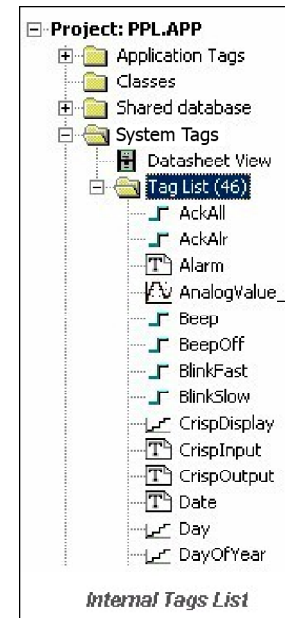 Project: PPL.APP
Application Tags
Classes
Shared database
System Tags
Datasheet View
Tag List (46)
AckAll
AckAlr
Alarm
AnalogValue_
Beep
BeepOff
BlinkFast
BlinkSlow
CrispDisplay
CrispInput
CrispOutput
Date
Day
DayOfYear
Internal Tags List